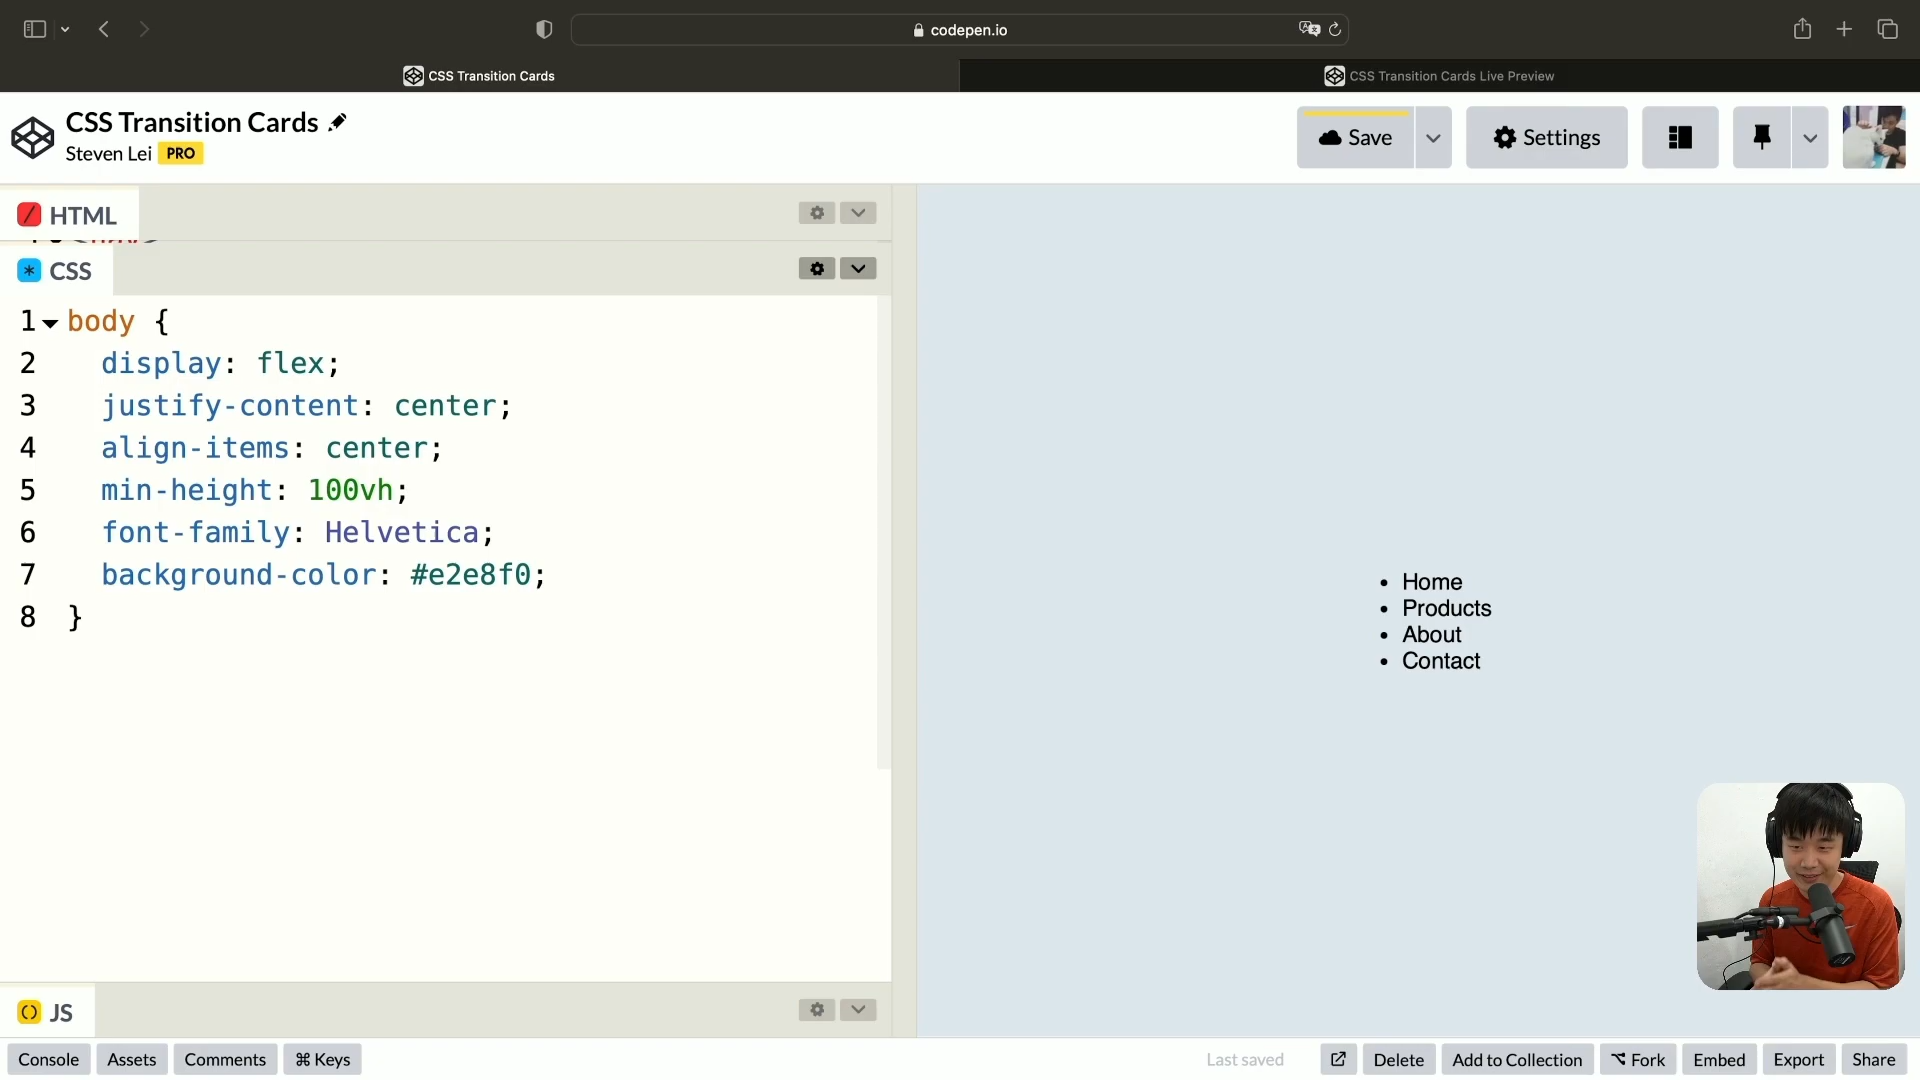 codepen.io
CSS Transition Cards
CSS Transition Cards Live Preview
CSS Transition Cards
Steven Lei PRO
Save
Settings
HTML
CSS
1 body {
2 display: flex;
3 justify-content: center;
4 align-items: center;
5 min-height: 100vh;
6 font-family: Helvetica;
7 background-color: #e2e8f0;
8 }
• Home
• Products
• About
• Contact
JS
Console
Assets
Comments
⌘ Keys
Last saved
Delete
Add to Collection
Fork
Embed
Export
Share